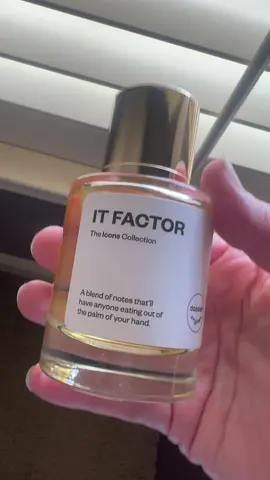 IT FACTOR
The Icons Collection
A blend of notes that'll
have anyone eating out of
the palm of your hand.
dossier